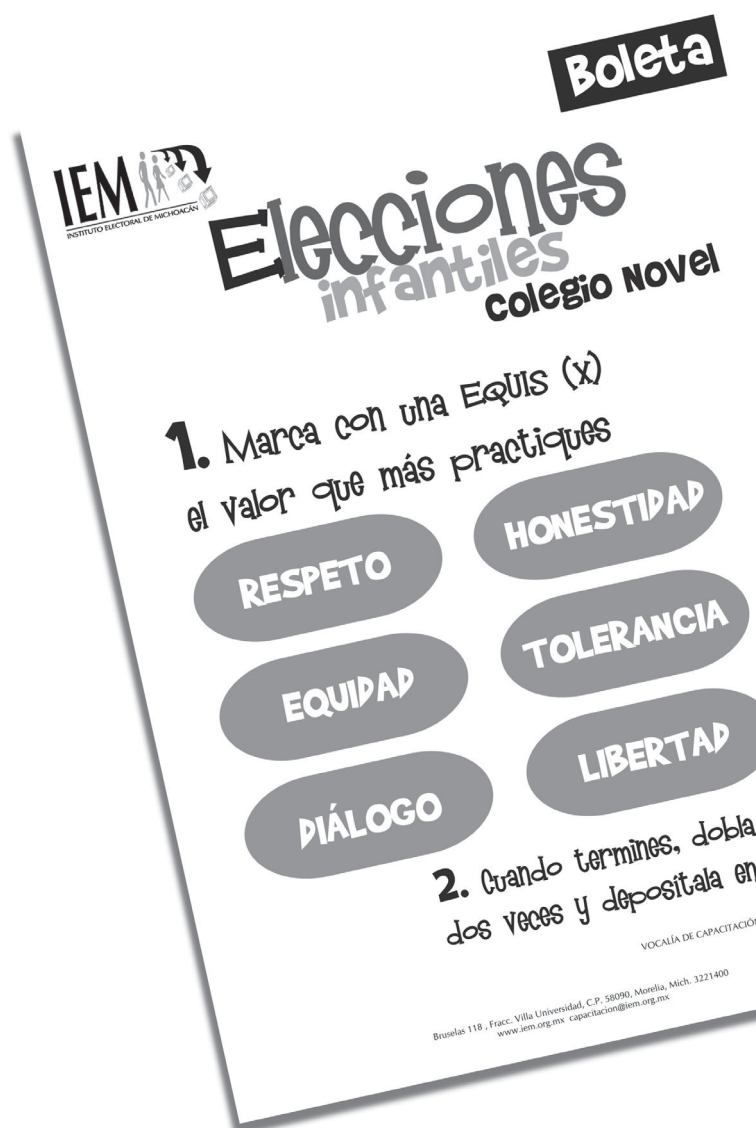 Boleta
IEM
INSTITUTO ELECTORAL DE MICHOACÁN
Elecciones
infantiles
Colegio Novel
1. Marca con una EQUIS (X)
el valor que más practiques
RESPETO
HONESTIDAD
EQUIDAD
TOLERANCIA
DIÁLOGO
LIBERTAD
2. Cuando termines, dobla
dos veces y deposítala en
VOCALÍA DE CAPACITACIÓN
Bruselas 118 , Fracc. Villa Universidad, C.P. 58090, Morelia, Mich. 3221400
www.iem.org.mx capacitacion@iem.org.mx